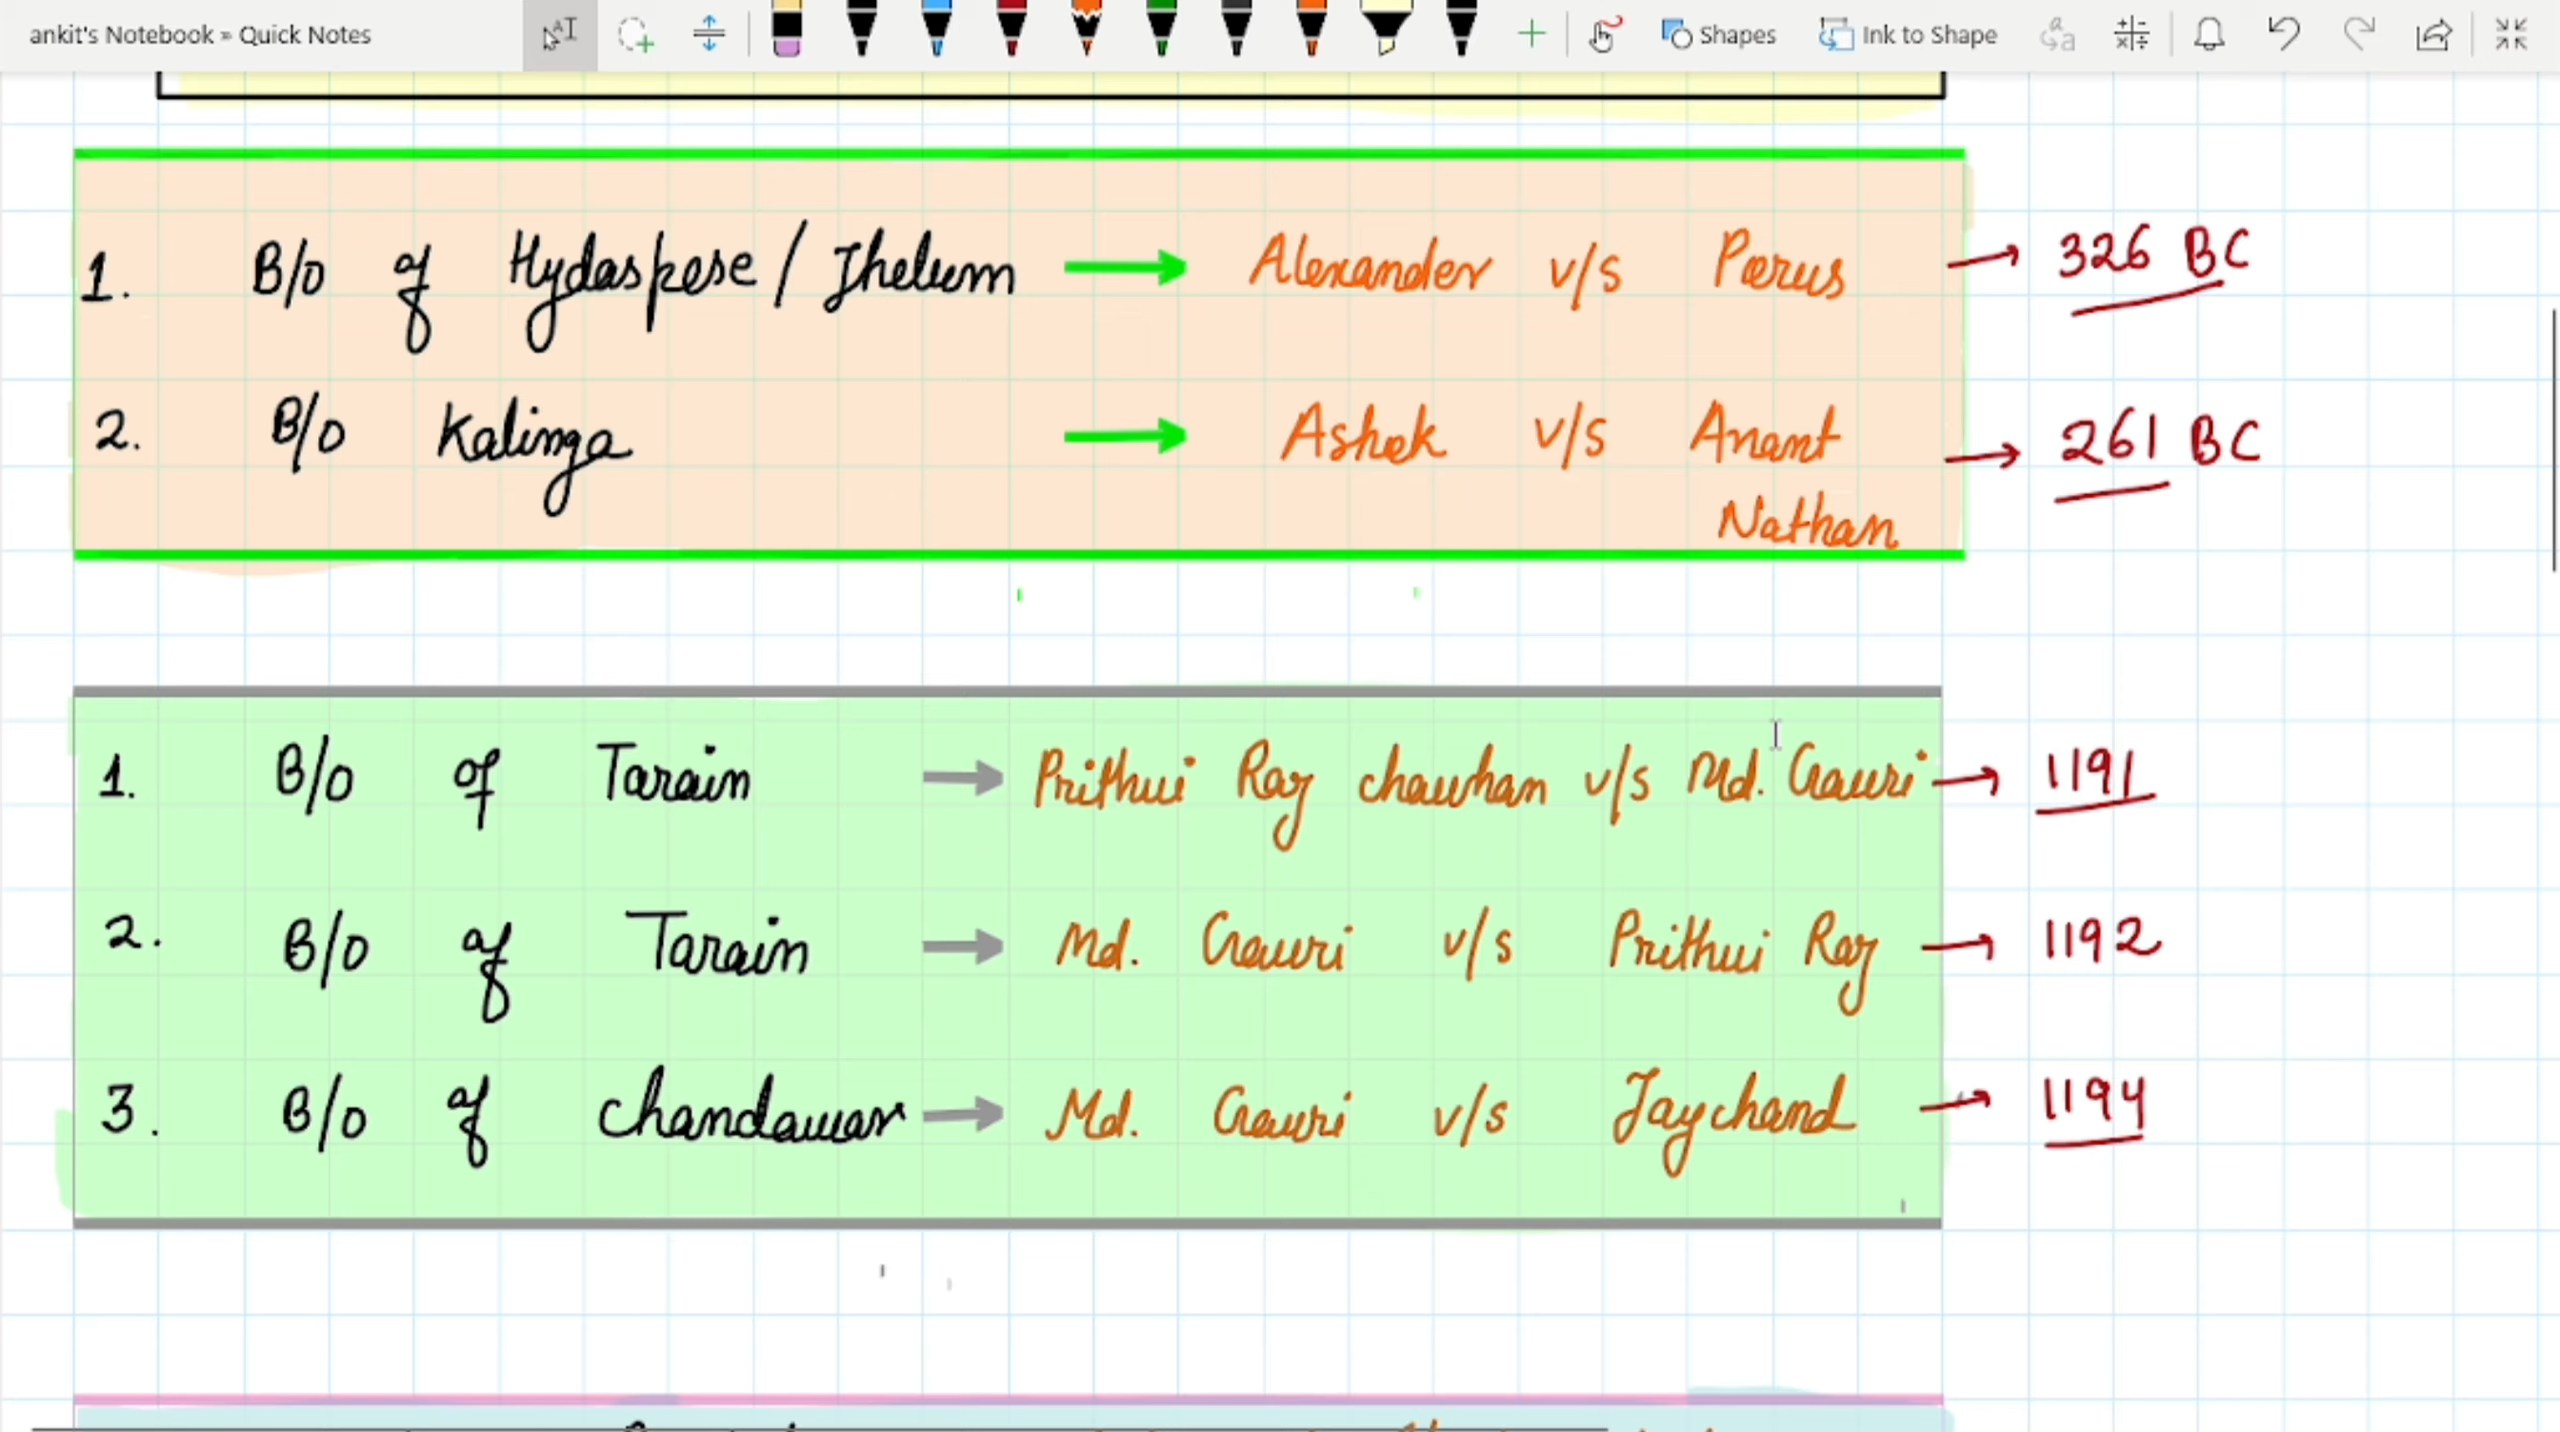 ankit's Notebook » Quick Notes
Shapes
Ink to Shape
1. B/O of Hydaspese / Jhelum → Alexander v/s Porus → 326 BC
2. B/O Kalinga → Ashok v/s Anant → 261 BC
Nathan
1. B/O of Tarain → Prithvi Raj chauhan v/s Md. Gauri → 1191
2. B/O of Tarain → Md. Gauri v/s Prithvi Raj → 1192
3. B/O of Chandawar → Md. Gauri v/s Jaychand → 1194